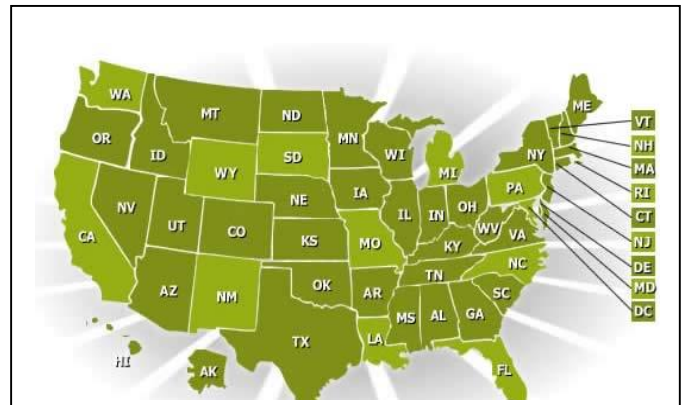 WA
MT
ND
ME
OR
ID
MN
WI
MI
NY
VT
NH
MA
RI
CT
NJ
DE
MD
DC
WY
SD
NE
IA
IL
IN
OH
PA
NV
UT
CO
KS
MO
KY
WV
VA
CA
AZ
NM
OK
AR
TN
NC
SC
TX
LA
MS
AL
GA
FL
HI
AK